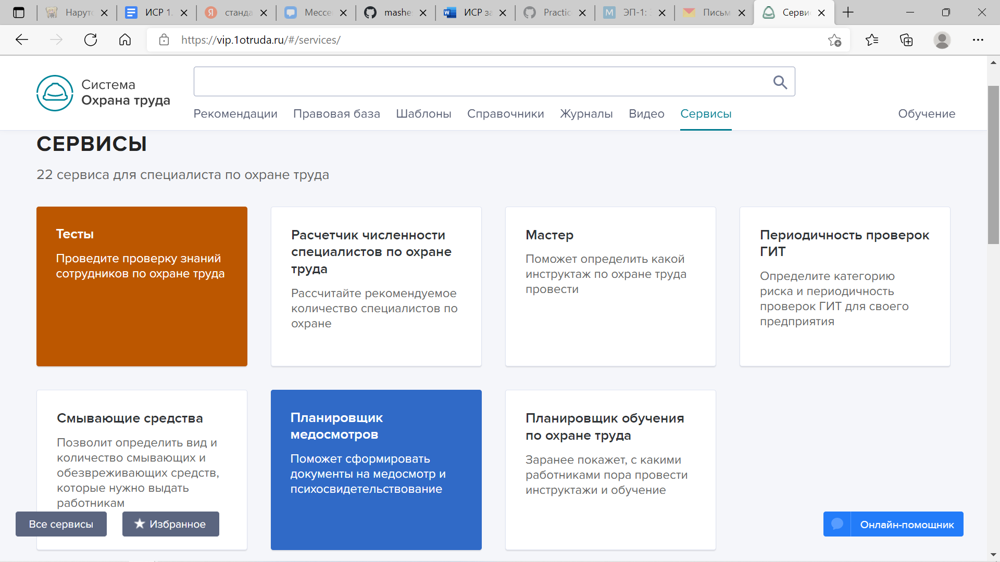 Нарут
ИСР 1.
станда
Мессе
mashe
ИСР за
Practic
ЭП-1:
Письм
Серви
https://vip.1otruda.ru/#/services/
Система
Охрана труда
Рекомендации Правовая база Шаблоны Справочники Журналы Видео Сервисы Обучение
СЕРВИСЫ
22 сервиса для специалиста по охране труда
Тесты
Проведите проверку знаний
сотрудников по охране труда
Расчетчик численности
специалистов по охране
труда
Рассчитайте рекомендуемое
количество специалистов по
охране
Мастер
Поможет определить какой
инструктаж по охране труда
провести
Периодичность проверок
ГИТ
Определите категорию
риска и периодичность
проверок ГИТ для своего
предприятия
Смывающие средства
Позволит определить вид и
количество смывающих и
обезвреживающих средств,
которые нужно выдать
работникам
Планировщик
медосмотров
Поможет сформировать
документы на медосмотр и
психосвидетельствование
Планировщик обучения
по охране труда
Заранее покажет, с какими
работниками пора провести
инструктажи и обучение
Все сервисы
Избранное
Онлайн-помощник